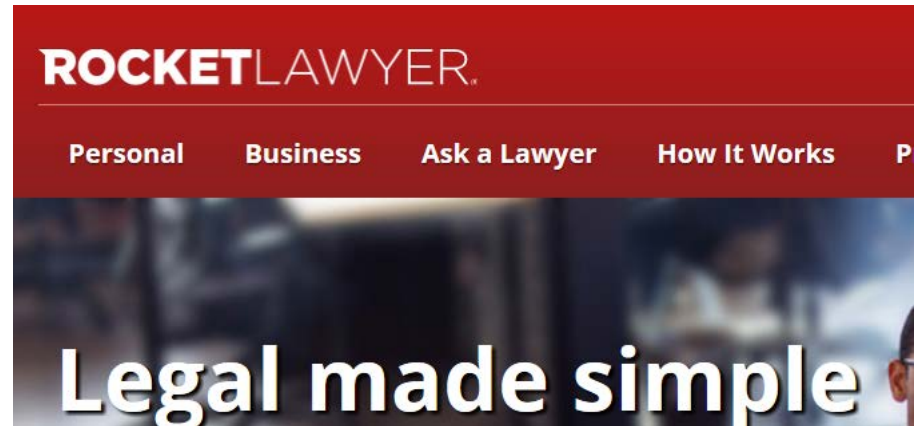 ROCKETLAWYER.
Personal Business Ask a Lawyer How It Works P
Legal made simple